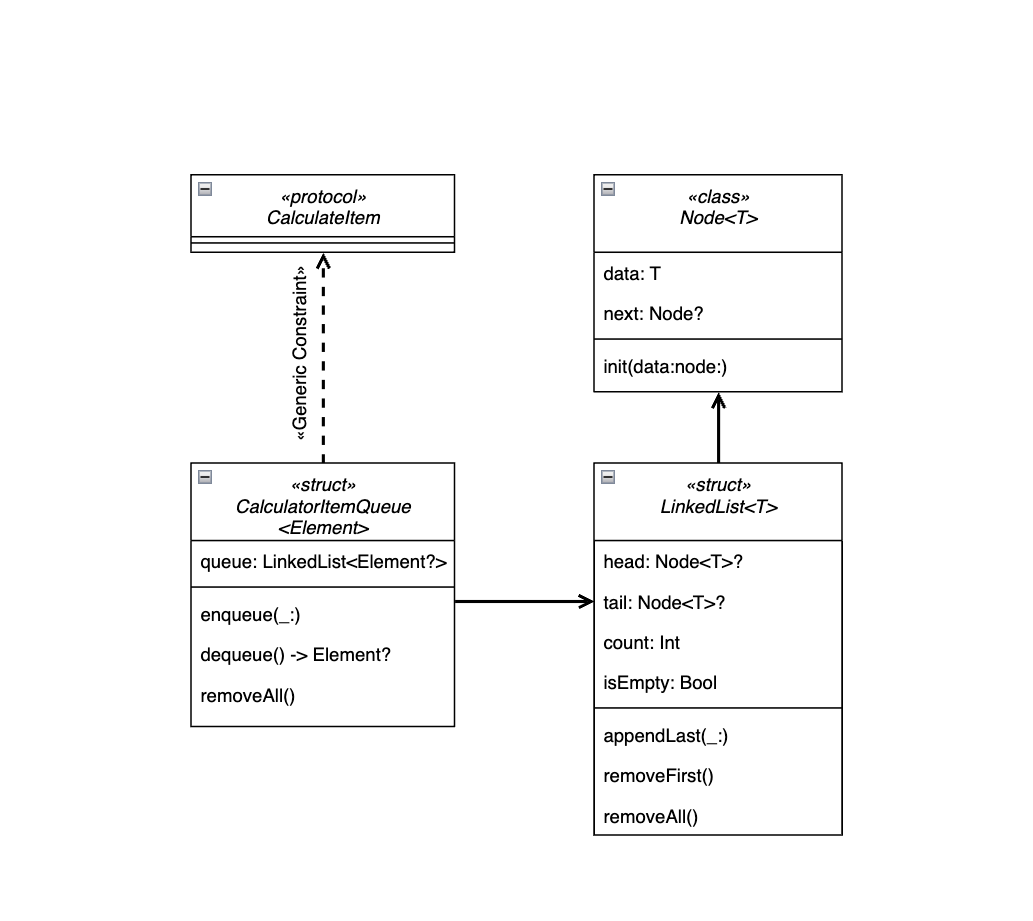 «protocol»
CalculateItem
«Generic Constraint»
«struct»
CalculatorItemQueue
<Element>
queue: LinkedList<Element?>
enqueue(_:)
dequeue() -> Element?
removeAll()
«class»
Node<T>
data: T
next: Node?
init(data:node:)
«struct»
LinkedList<T>
head: Node<T>?
tail: Node<T>?
count: Int
isEmpty: Bool
appendLast(_:)
removeFirst()
removeAll()